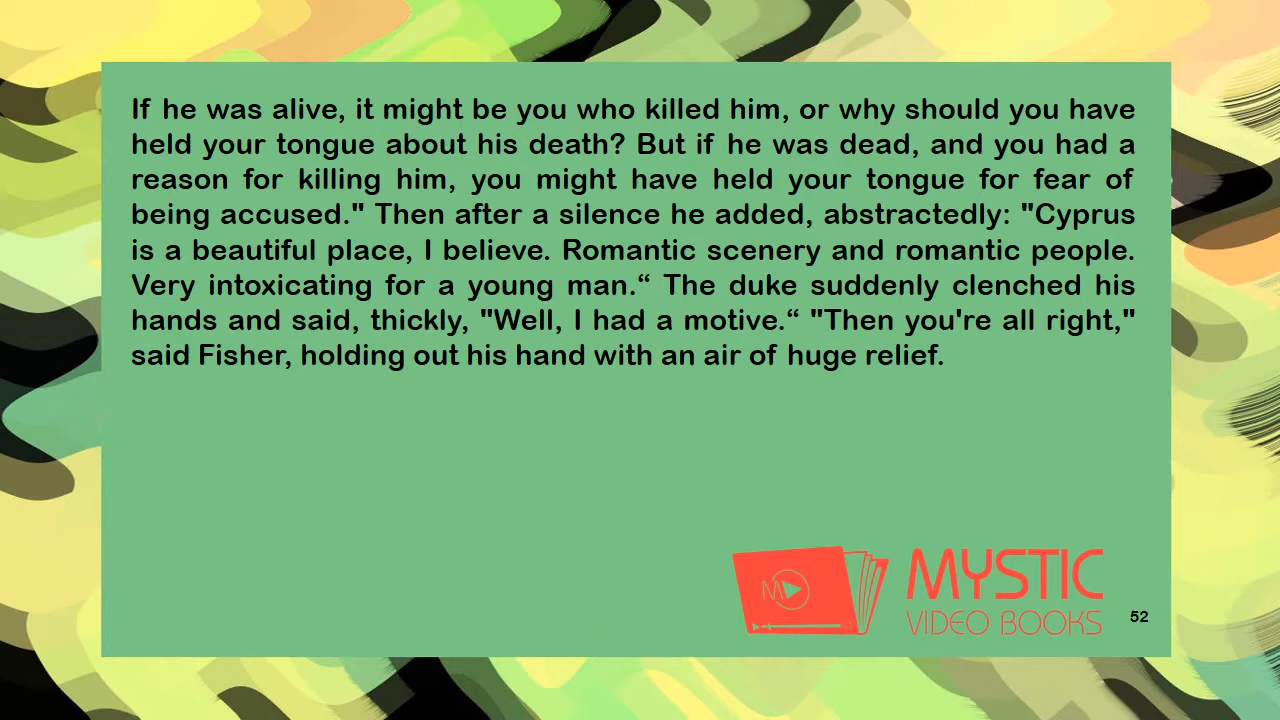 If he was alive, it might be you who killed him, or why should you have
held your tongue about his death? But if he was dead, and you had a
reason for killing him, you might have held your tongue for fear of
being accused." Then after a silence he added, abstractedly: "Cyprus
is a beautiful place, I believe. Romantic scenery and romantic people.
Very intoxicating for a young man.“ The duke suddenly clenched his
hands and said, thickly, "Well, I had a motive.“ "Then you're all right,"
said Fisher, holding out his hand with an air of huge relief.
M
MYSTIC
VIDEO BOOKS
52